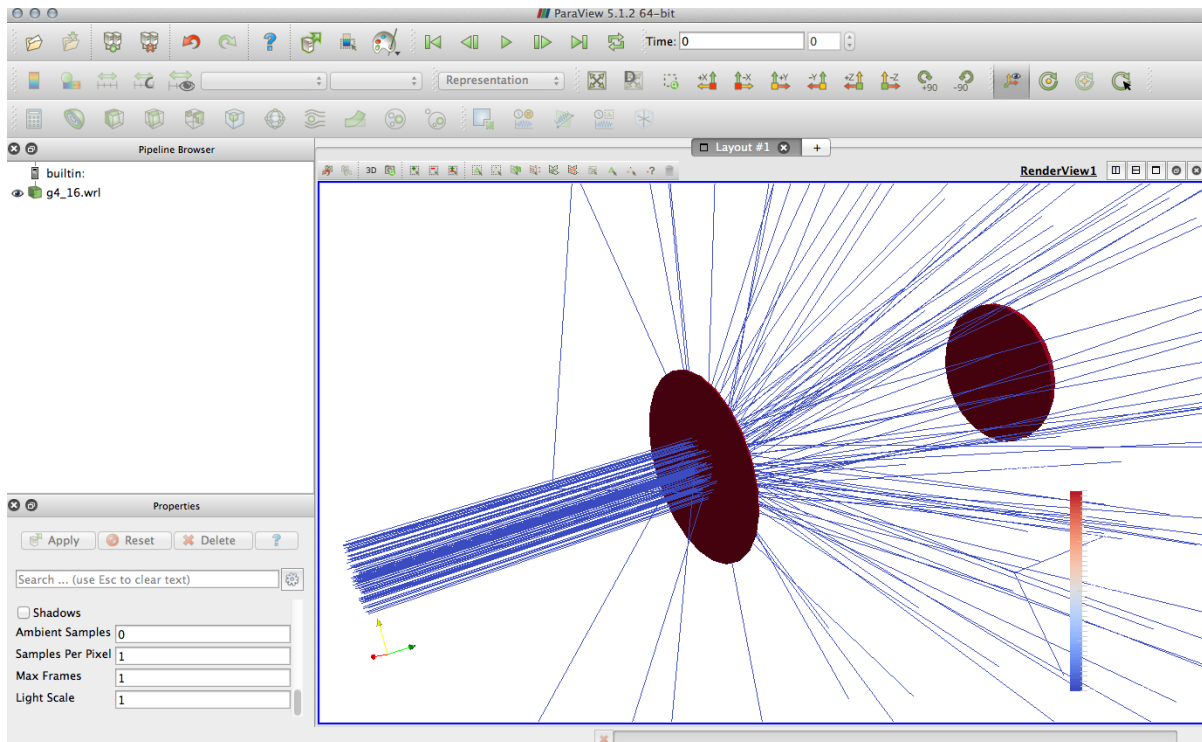 ParaView 5.1.2 64-bit
Time: 0 0
Representation
+X -X +Y -Y +Z -Z +90 -90
Pipeline Browser
Layout #1 +
builtin:
g4_16.wrl
3D
RenderView1
Properties
Apply Reset Delete ?
Search ... (use Esc to clear text)
Shadows
Ambient Samples 0
Samples Per Pixel 1
Max Frames 1
Light Scale 1